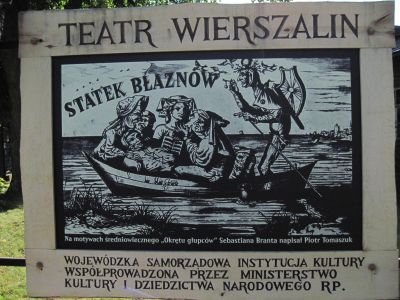 TEATR WIERSZALIN
STATEK BŁAZNÓW
Na motywach średniowiecznego „Okrętu głupców" Sebastiana Branta napisał Piotr Tomaszuk
WOJEWÓDZKA SAMORZĄDOWA INSTYTUCJA KULTURY
WSPÓŁPROWADZONA PRZEZ MINISTERSTWO
KULTURY I DZIEDZICTWA NARODOWEGO RP.